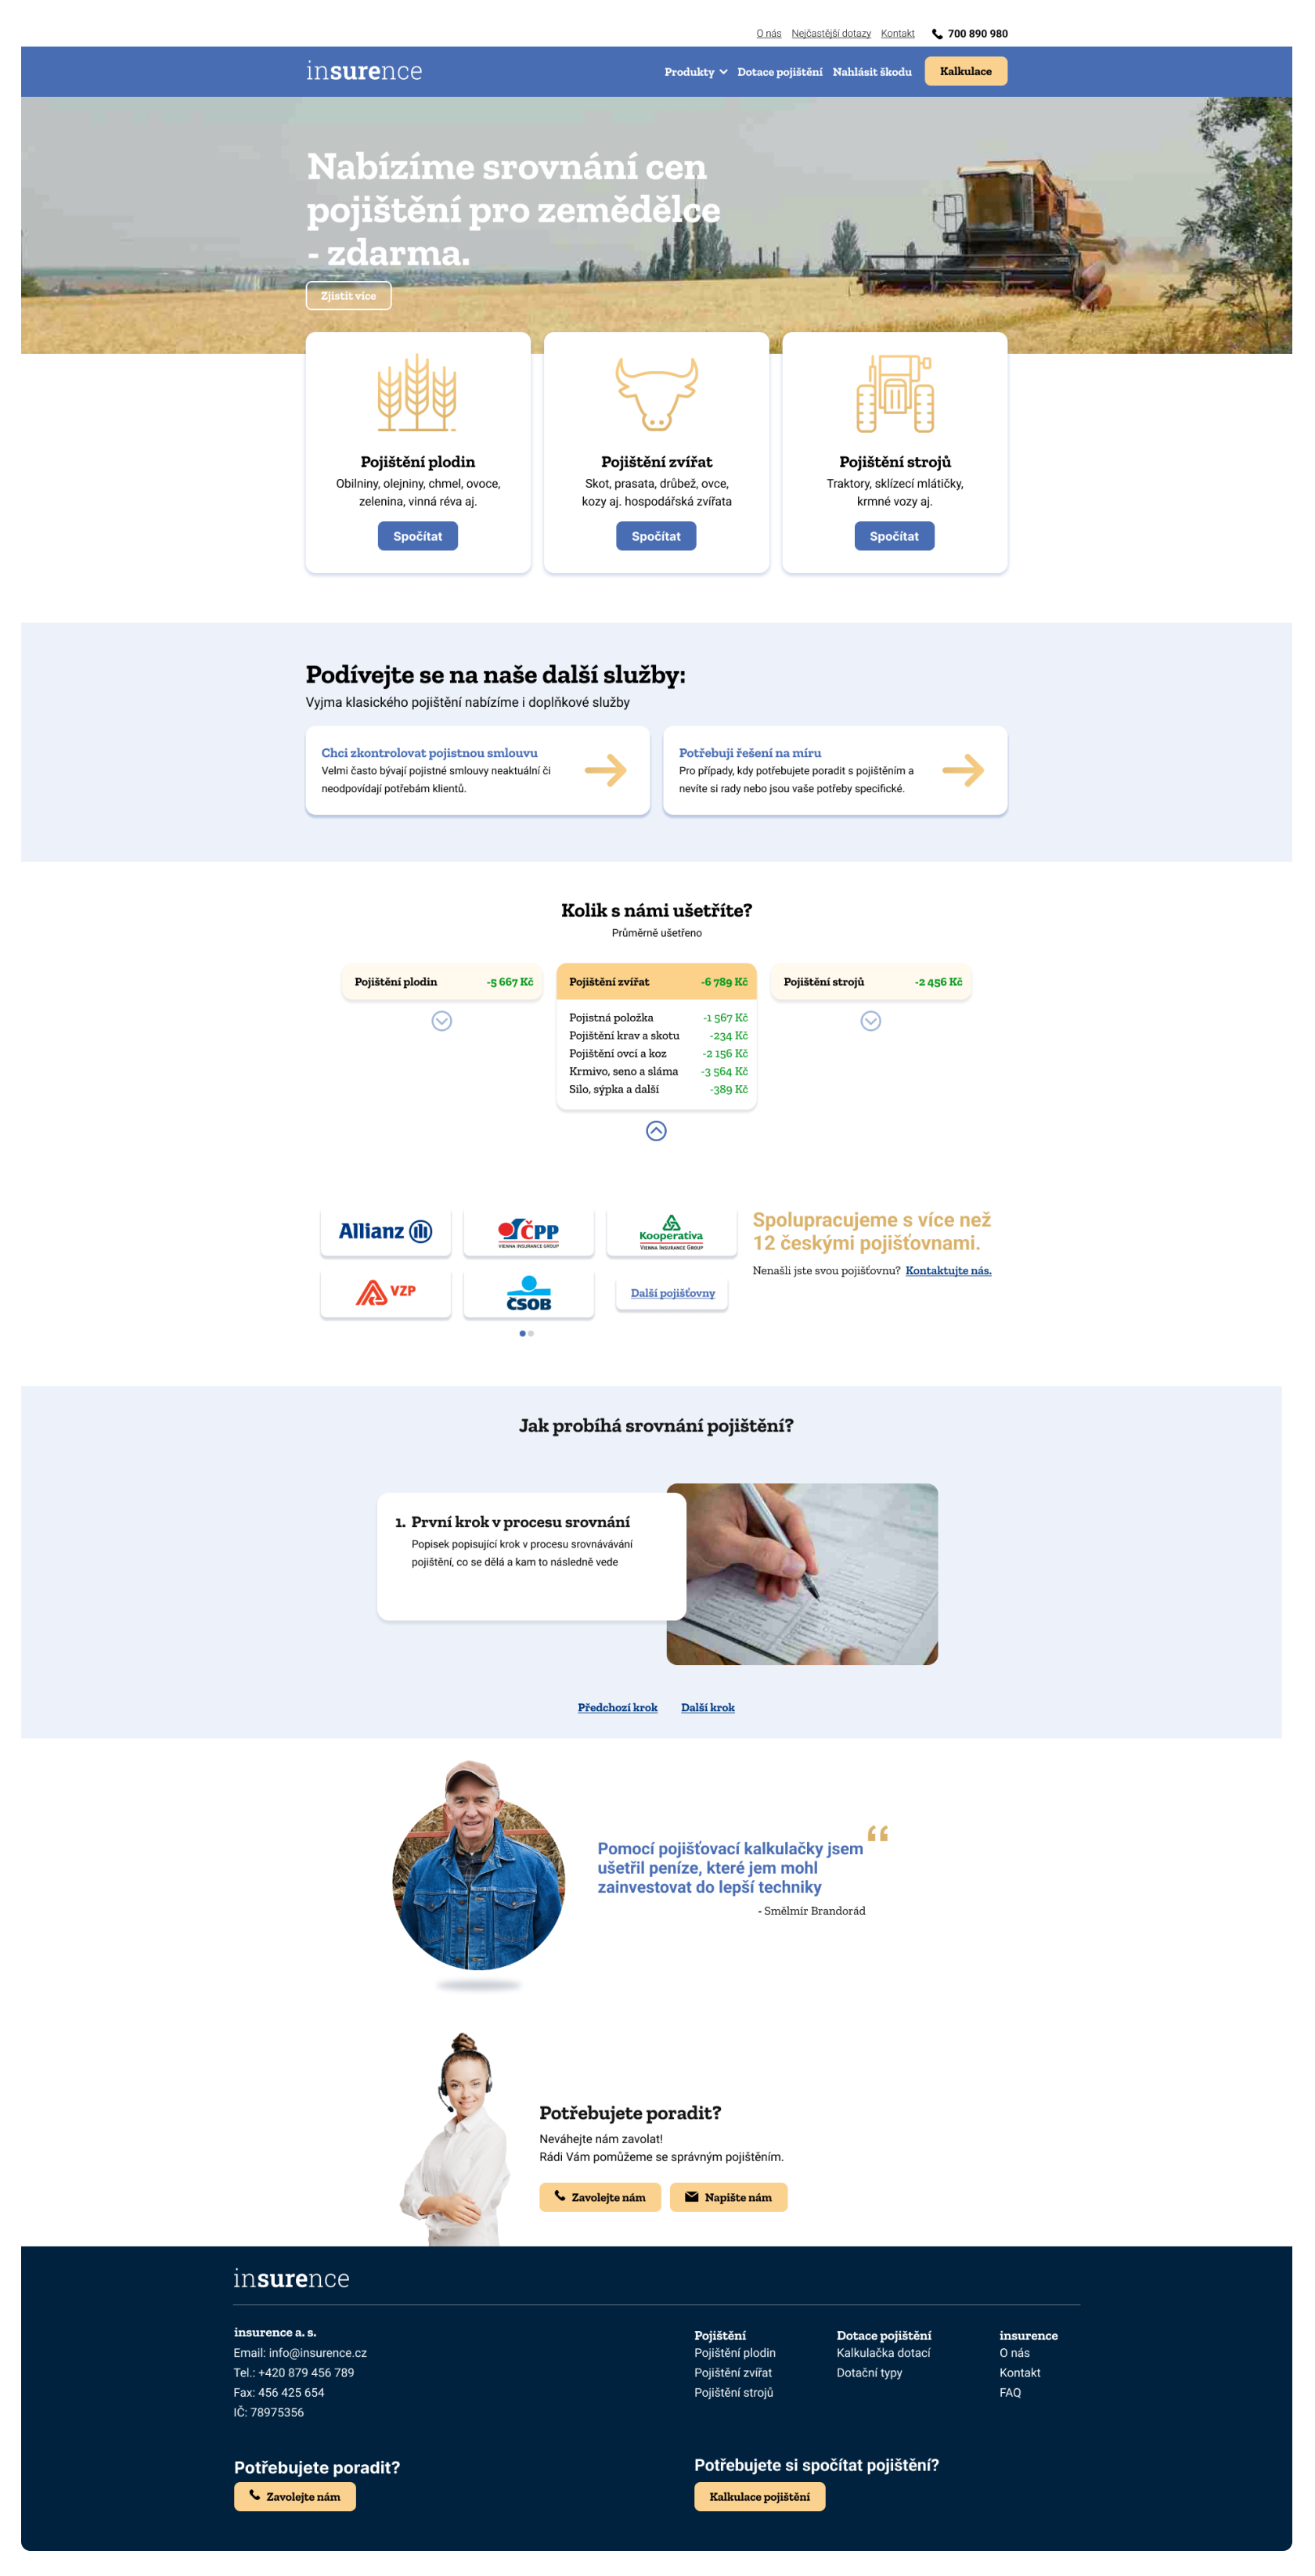 O nás Nejčastější dotazy Kontakt 700 890 980
insurence Produkty Dotace pojištění Nahlásit škodu Kalkulace
Nabízíme srovnání cen
pojištění pro zemědělce
- zdarma.
Zjistit více
Pojištění plodin
Obilniny, olejniny, chmel, ovoce,
zelenina, vinná réva aj.
Spočítat
Pojištění zvířat
Skot, prasata, drůbež, ovce,
kozy aj. hospodářská zvířata
Spočítat
Pojištění strojů
Traktory, sklízecí mlátičky,
krmné vozy aj.
Spočítat
Podívejte se na naše další služby:
Vyjma klasického pojištění nabízíme i doplňkové služby
Chci zkontrolovat pojistnou smlouvu
Velmi často bývají pojistné smlouvy neaktuální či
neodpovídají potřebám klientů.
Potřebuji řešení na míru
Pro případy, kdy potřebujete poradit s pojištěním a
nevíte si rady nebo jsou vaše potřeby specifické.
Kolik s námi ušetříte?
Průměrně ušetřeno
Pojištění plodin -5 667 Kč
Pojištění zvířat -6 789 Kč
Pojistná položka -1 567 Kč
Pojištění krav a skotu -234 Kč
Pojištění ovcí a koz -2 156 Kč
Krmivo, seno a sláma -3 564 Kč
Silo, sýpka a další -389 Kč
Pojištění strojů -2 456 Kč
Allianz
ČPP
VIENNA INSURANCE GROUP
Kooperativa
VIENNA INSURANCE GROUP
VZP
ČSOB
Další pojišťovny
Spolupracujeme s více než
12 českými pojišťovnami.
Nenašli jste svou pojišťovnu? Kontaktujte nás.
Jak probíhá srovnání pojištění?
1. První krok v procesu srovnání
Popisek popisující krok v procesu srovnávávání
pojištění, co se dělá a kam to následně vede
Předchozí krok Další krok
Pomocí pojišťovací kalkulačky jsem “
ušetřil peníze, které jem mohl
zainvestovat do lepší techniky
- Smělmír Brandorád
Potřebujete poradit?
Neváhejte nám zavolat!
Rádi Vám pomůžeme se správným pojištěním.
Zavolejte nám Napište nám
insurence
insurence a. s.
Email: info@insurence.cz
Tel.: +420 879 456 789
Fax: 456 425 654
IČ: 78975356
Pojištění
Pojištění plodin
Pojištění zvířat
Pojištění strojů
Dotace pojištění
Kalkulačka dotací
Dotační typy
insurence
O nás
Kontakt
FAQ
Potřebujete poradit?
Zavolejte nám
Potřebujete si spočítat pojištění?
Kalkulace pojištění